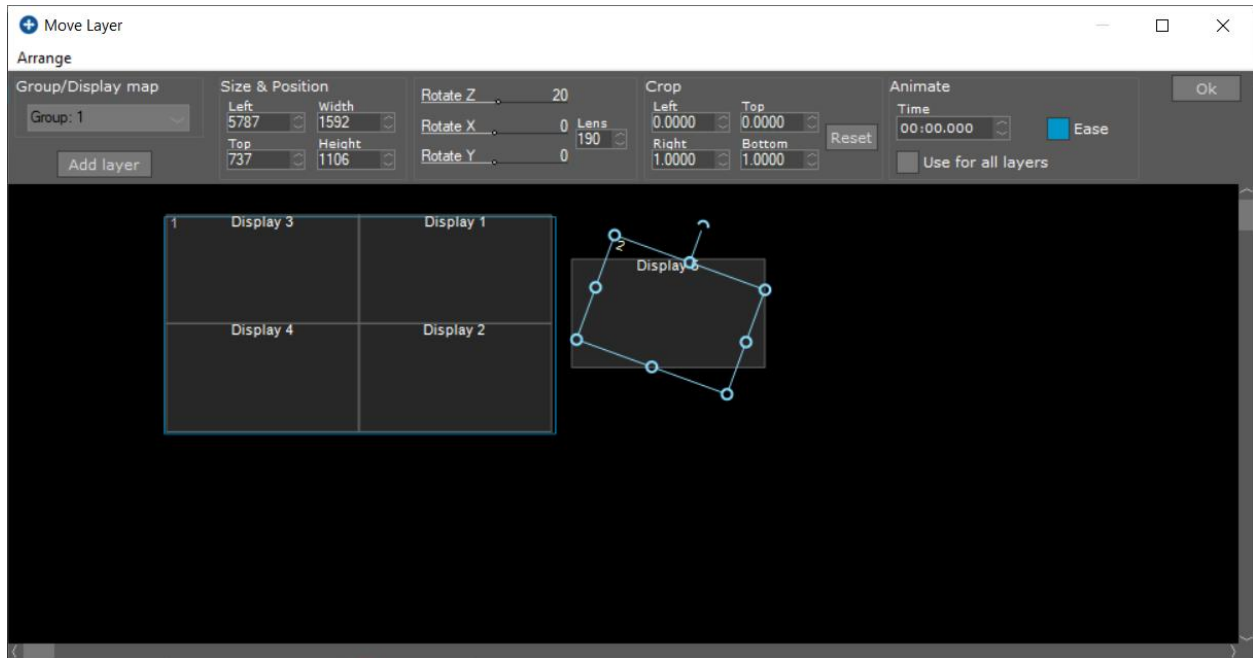 Move Layer
Arrange
Group/Display map
Group: 1
Add layer
Size & Position
Left
Width
5787
1592
Top
Height
737
1106
Rotate Z 20
Rotate X 0
Rotate Y 0
Lens
190
Crop
Left
Top
0.0000
0.0000
Right
Bottom
1.0000
1.0000
Reset
Animate
Time
00:00.000
Ease
Use for all layers
Ok
1
Display 3
Display 1
Display 4
Display 2
2
Display 5